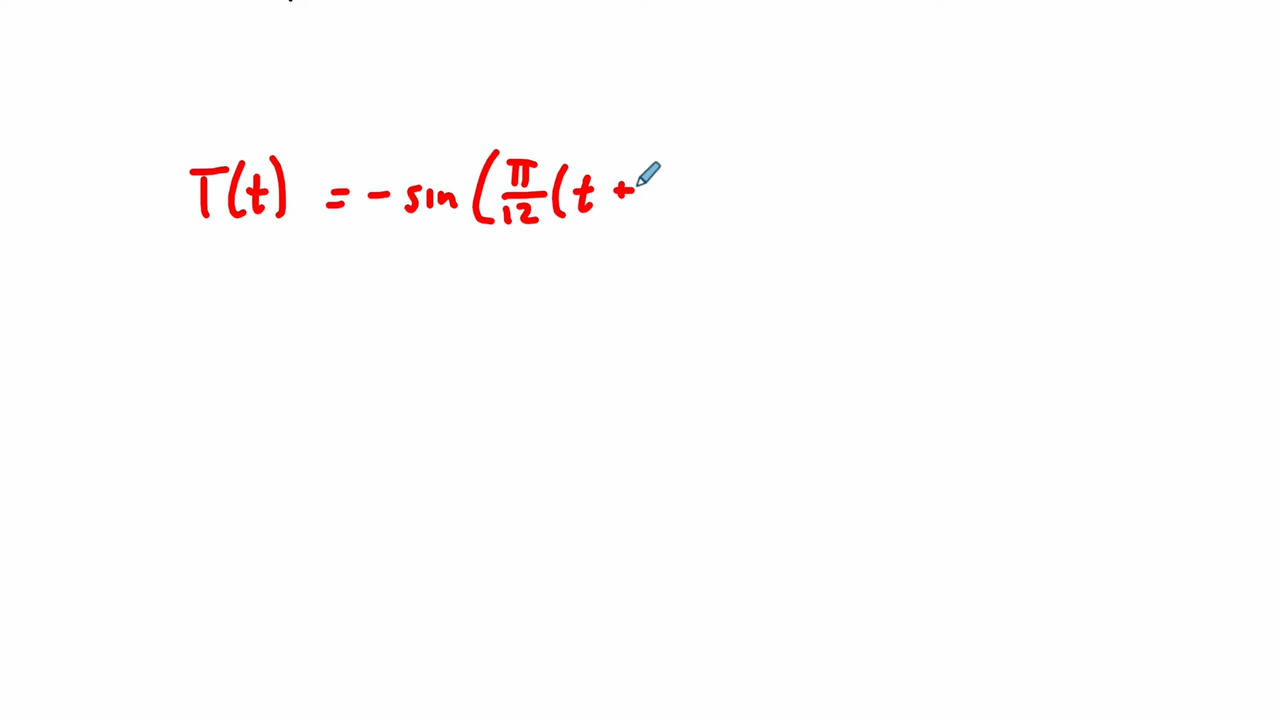 T(t) = - sin (π/12 (t +